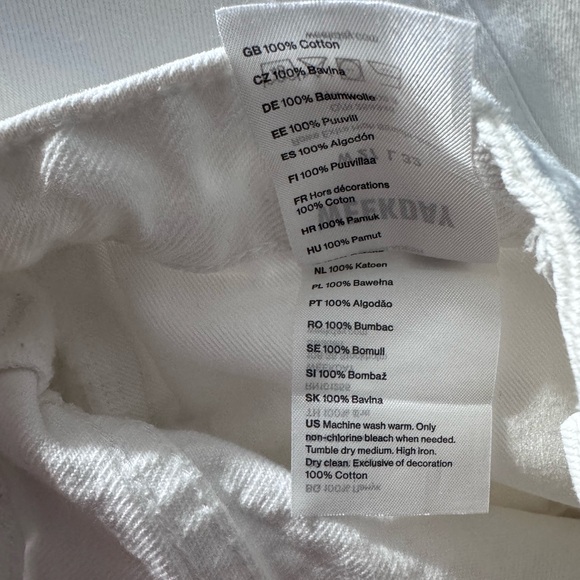 GB 100% Cotton
CZ 100% Bavlna
DE 100% Baumwolle
EE 100% Puuvill
ES 100% Algodón
FI 100% Puuvillaa
FR Hors décorations
100% Coton
HR 100% Pamuk
HU 100% Pamut
NL 100% Katoen
PL 100% Bawełna
PT 100% Algodão
RO 100% Bumbac
SE 100% Bomull
SI 100% Bombaž
SK 100% Bavlna
US Machine wash warm. Only
non-chlorine bleach when needed.
Tumble dry medium. High iron.
Dry clean. Exclusive of decoration
100% Cotton
WEEKDAY
W 27 L 33